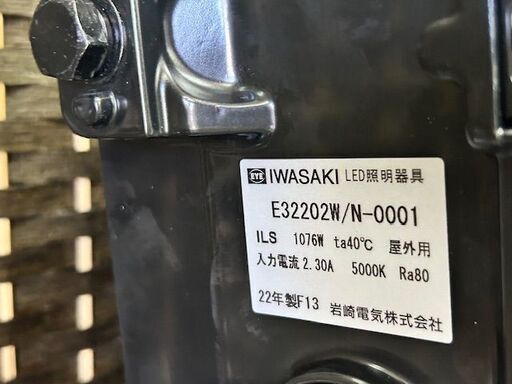 EYE IWASAKI LED照明器具
E32202W/N-0001
ILS 1076W ta40℃ 屋外用
入力電流2.30A 5000K Ra80
22年製F13 岩崎電気株式会社